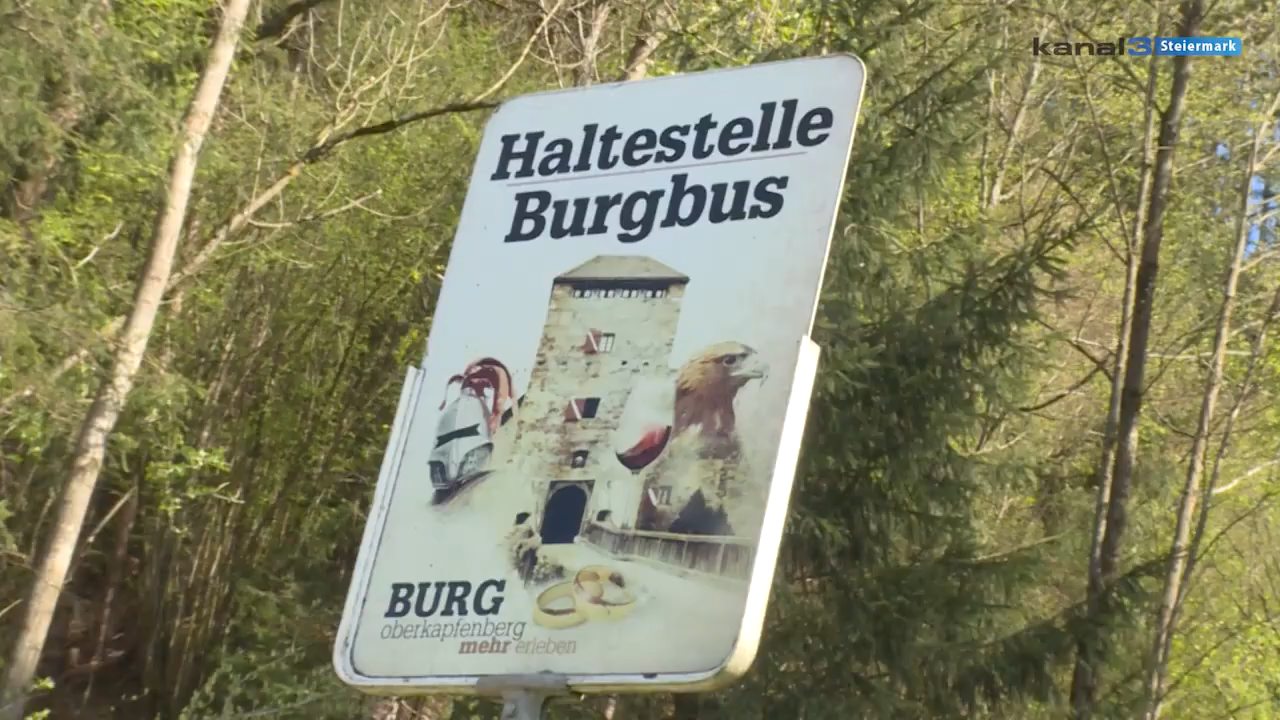 kanal3 Steiermark
Haltestelle
Burgbus
BURG
oberkapfenberg
mehr erleben